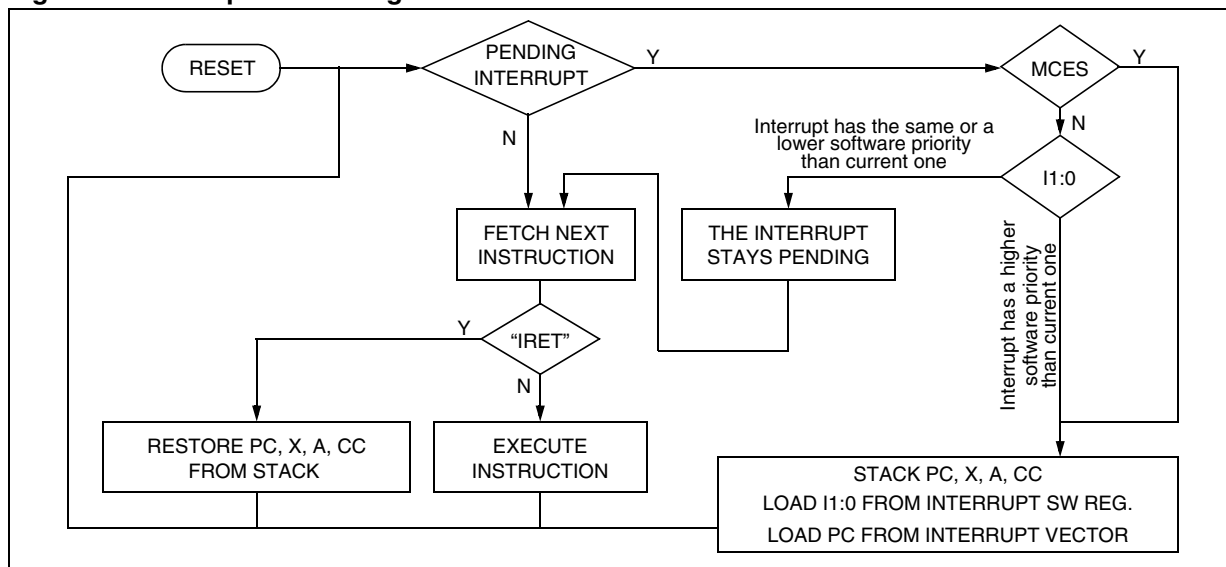 RESET
PENDING
INTERRUPT
Y
MCES
Y
N
N
Interrupt has the same or a
lower software priority
than current one
I1:0
FETCH NEXT
INSTRUCTION
THE INTERRUPT
STAYS PENDING
Interrupt has a higher
software priority
than current one
Y
“IRET”
N
RESTORE PC, X, A, CC
FROM STACK
EXECUTE
INSTRUCTION
STACK PC, X, A, CC
LOAD I1:0 FROM INTERRUPT SW REG.
LOAD PC FROM INTERRUPT VECTOR